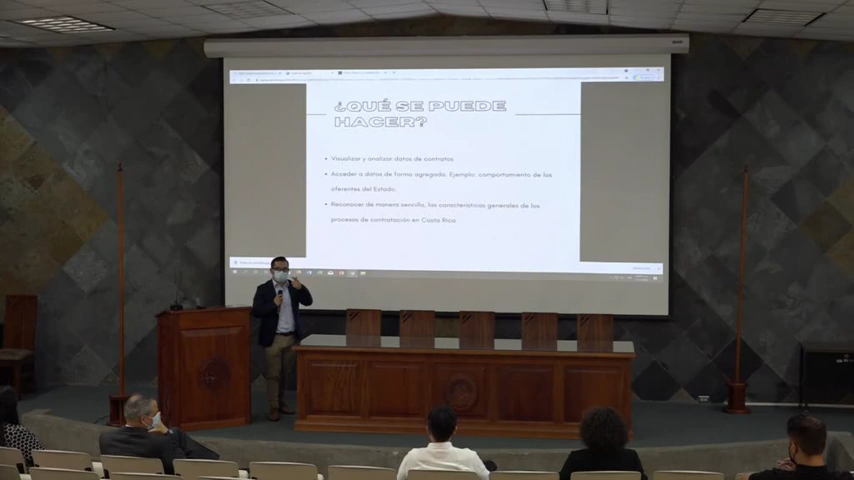 ¿QUÉ SE PUEDE
HACER?
• Visualizar y analizar datos de contratos
• Acceder a datos de forma agregada. Ejemplo: comportamiento de los
oferentes del Estado.
• Reconocer de manera sencilla, las características generales de los
procesos de contratación en Costa Rica